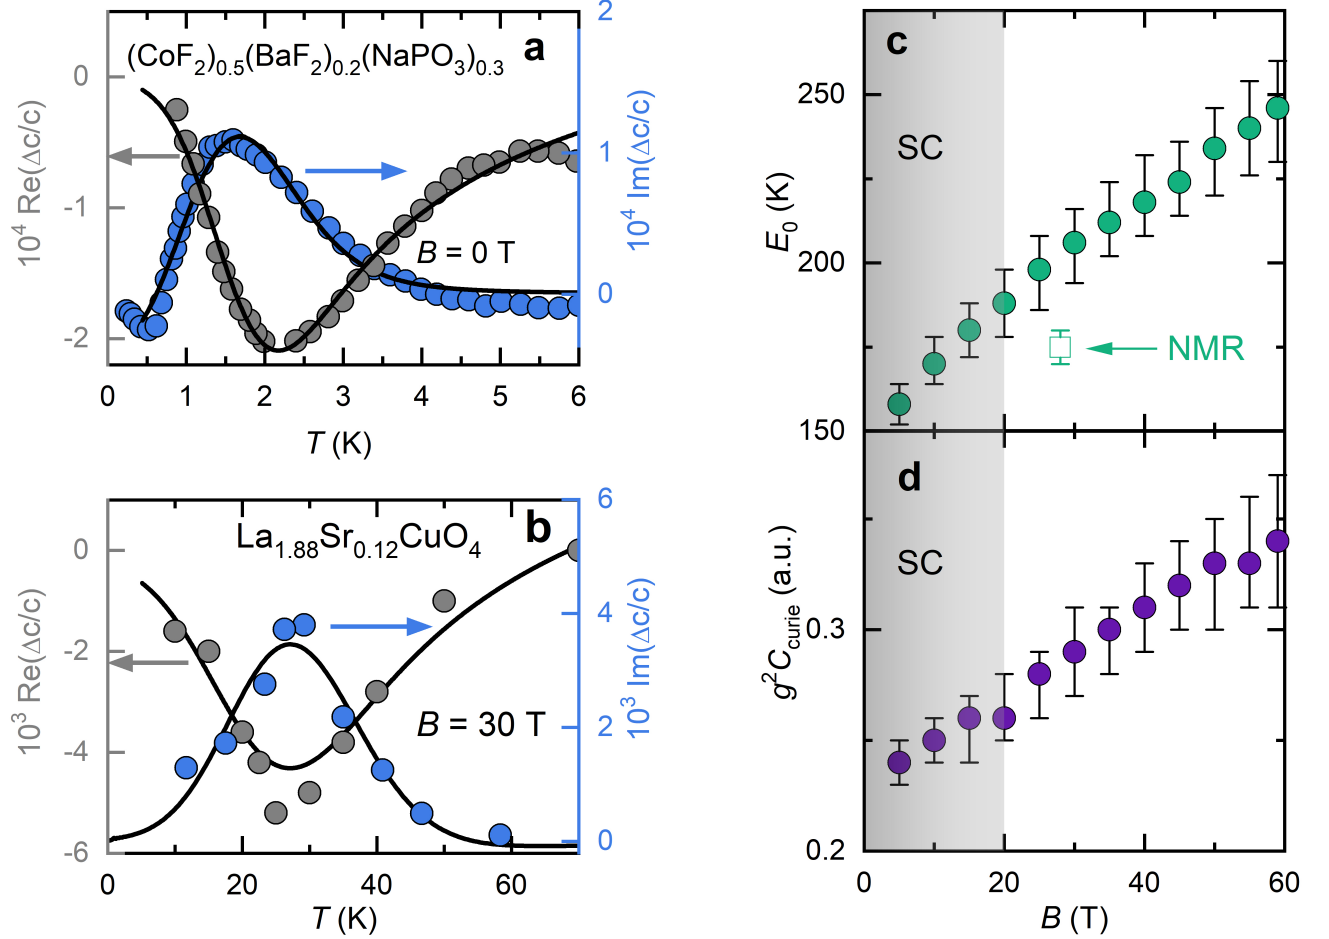 a
(CoF2)0.5(BaF2)0.2(NaPO3)0.3
10⁴ Re(Δc/c)
0
-1
-2
10⁴ Im(Δc/c)
2
1
0
B = 0 T
0 1 2 3 4 5 6
T (K)
b
La1.88Sr0.12CuO4
10³ Re(Δc/c)
0
-2
-4
-6
10³ Im(Δc/c)
6
4
2
0
B = 30 T
20 40 60
T (K)
c
SC
E0 (K)
250
200
150
NMR
d
SC
g²Ccurie (a.u.)
0.3
0.2
0 20 40 60
B (T)